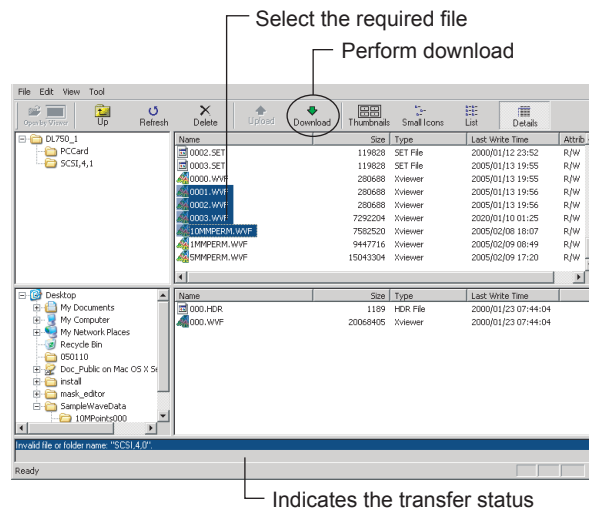 Select the required file
Perform download
File Edit View Tool
Open by Viewer Up Refresh Delete Upload Download Thumbnails Small Icons List Details
DL750_1
PCCard
SCSI,4,1
Name Size Type Last Write Time Attrib
0002.SET 119828 SET File 2000/01/12 23:52 R/W
0003.SET 119828 SET File 2005/01/13 19:55 R/W
0000.WVF 280688 Xviewer 2005/01/13 19:55 R/W
0001.WVF 280688 Xviewer 2005/01/13 19:56 R/W
0002.WVF 280688 Xviewer 2005/01/13 19:56 R/W
0003.WVF 7292204 Xviewer 2020/01/10 01:25 R/W
10MMPERM.WVF 7582520 Xviewer 2005/02/08 18:07 R/W
1MMPERM.WVF 9447716 Xviewer 2005/02/09 08:49 R/W
5MMPERM.WVF 15043304 Xviewer 2005/02/09 17:20 R/W
Desktop
My Documents
My Computer
My Network Places
Recycle Bin
050110
Doc_Public on Mac OS X Se
install
mask_editor
SampleWaveData
10MPoints000
Name Size Type Last Write Time
000.HDR 1189 HDR File 2000/01/23 07:44:04
000.WVF 20068405 Xviewer 2000/01/23 07:44:04
Invalid file or folder name: "SCSI,4,0".
Ready
Indicates the transfer status